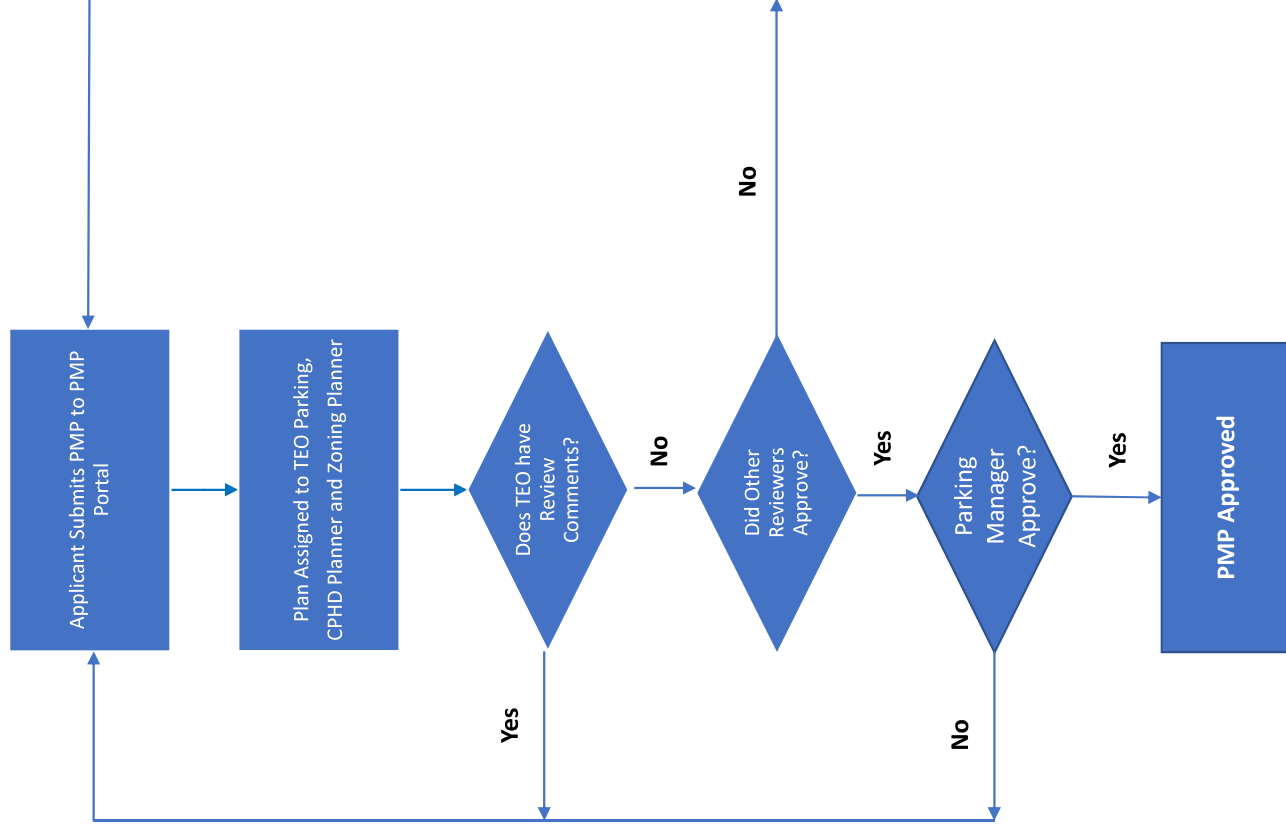 Applicant Submits PMP to PMP
Portal
Plan Assigned to TEO Parking,
CPHD Planner and Zoning Planner
Does TEO have
Review
Comments?
Yes
No
Did Other
Reviewers
Approve?
No
Yes
Parking
Manager
Approve?
No
Yes
PMP Approved